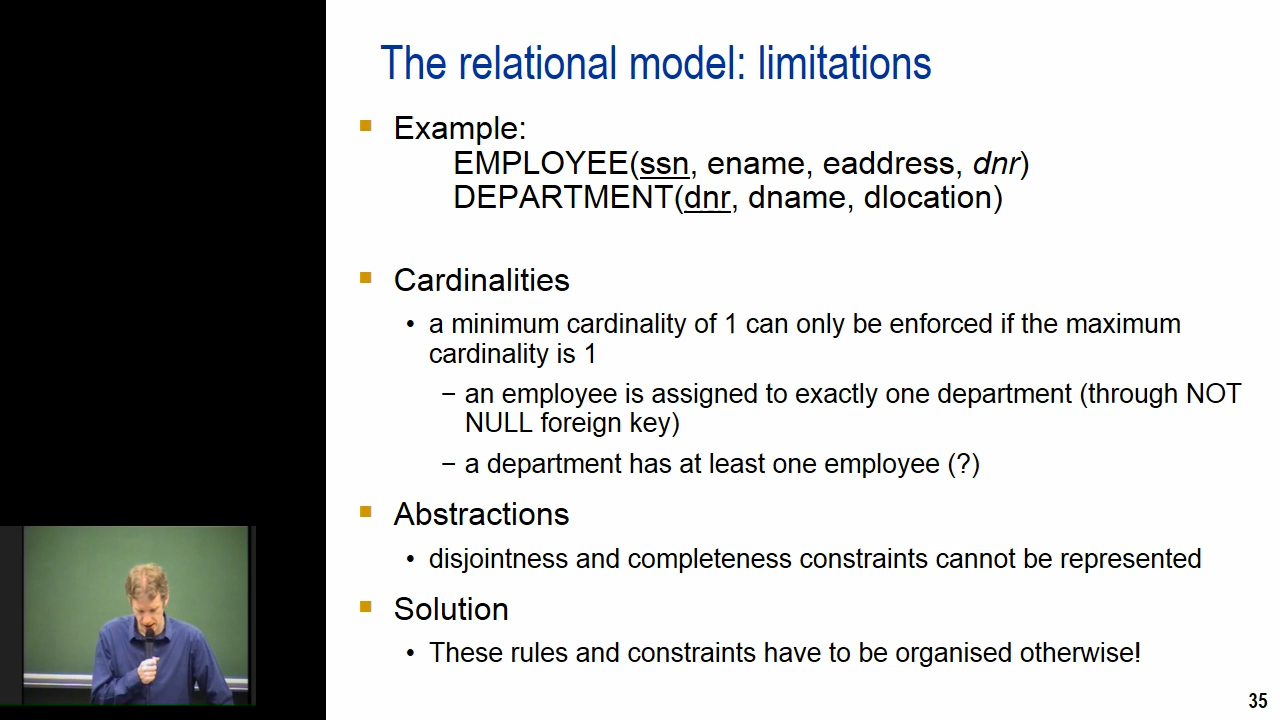 The relational model: limitations
Example:
EMPLOYEE(ssn, ename, eaddress, dnr)
DEPARTMENT(dnr, dname, dlocation)
Cardinalities
• a minimum cardinality of 1 can only be enforced if the maximum
cardinality is 1
− an employee is assigned to exactly one department (through NOT
NULL foreign key)
− a department has at least one employee (?)
Abstractions
• disjointness and completeness constraints cannot be represented
Solution
• These rules and constraints have to be organised otherwise!
35